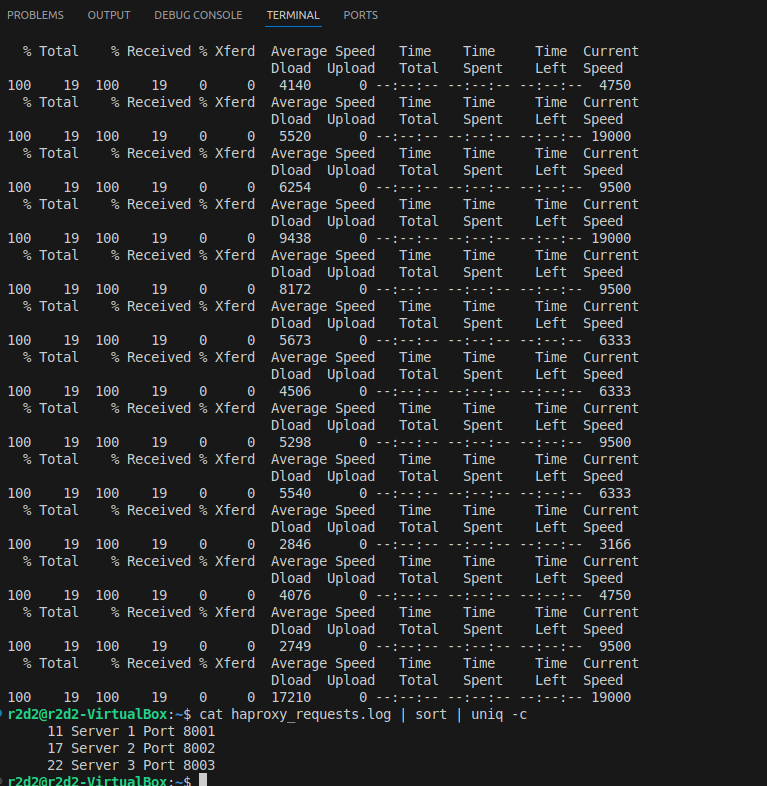 PROBLEMS OUTPUT DEBUG CONSOLE TERMINAL PORTS
  % Total    % Received % Xferd  Average Speed   Time    Time     Time  Current
                                 Dload  Upload   Total   Spent    Left  Speed
100    19  100    19    0     0   4140      0 --:--:-- --:--:-- --:--:--  4750
  % Total    % Received % Xferd  Average Speed   Time    Time     Time  Current
                                 Dload  Upload   Total   Spent    Left  Speed
100    19  100    19    0     0   5520      0 --:--:-- --:--:-- --:--:-- 19000
  % Total    % Received % Xferd  Average Speed   Time    Time     Time  Current
                                 Dload  Upload   Total   Spent    Left  Speed
100    19  100    19    0     0   6254      0 --:--:-- --:--:-- --:--:--  9500
  % Total    % Received % Xferd  Average Speed   Time    Time     Time  Current
                                 Dload  Upload   Total   Spent    Left  Speed
100    19  100    19    0     0   9438      0 --:--:-- --:--:-- --:--:-- 19000
  % Total    % Received % Xferd  Average Speed   Time    Time     Time  Current
                                 Dload  Upload   Total   Spent    Left  Speed
100    19  100    19    0     0   8172      0 --:--:-- --:--:-- --:--:--  9500
  % Total    % Received % Xferd  Average Speed   Time    Time     Time  Current
                                 Dload  Upload   Total   Spent    Left  Speed
100    19  100    19    0     0   5673      0 --:--:-- --:--:-- --:--:--  6333
  % Total    % Received % Xferd  Average Speed   Time    Time     Time  Current
                                 Dload  Upload   Total   Spent    Left  Speed
100    19  100    19    0     0   4506      0 --:--:-- --:--:-- --:--:--  6333
  % Total    % Received % Xferd  Average Speed   Time    Time     Time  Current
                                 Dload  Upload   Total   Spent    Left  Speed
100    19  100    19    0     0   5298      0 --:--:-- --:--:-- --:--:--  9500
  % Total    % Received % Xferd  Average Speed   Time    Time     Time  Current
                                 Dload  Upload   Total   Spent    Left  Speed
100    19  100    19    0     0   5540      0 --:--:-- --:--:-- --:--:--  6333
  % Total    % Received % Xferd  Average Speed   Time    Time     Time  Current
                                 Dload  Upload   Total   Spent    Left  Speed
100    19  100    19    0     0   2846      0 --:--:-- --:--:-- --:--:--  3166
  % Total    % Received % Xferd  Average Speed   Time    Time     Time  Current
                                 Dload  Upload   Total   Spent    Left  Speed
100    19  100    19    0     0   4076      0 --:--:-- --:--:-- --:--:--  4750
  % Total    % Received % Xferd  Average Speed   Time    Time     Time  Current
                                 Dload  Upload   Total   Spent    Left  Speed
100    19  100    19    0     0   2749      0 --:--:-- --:--:-- --:--:--  9500
  % Total    % Received % Xferd  Average Speed   Time    Time     Time  Current
                                 Dload  Upload   Total   Spent    Left  Speed
100    19  100    19    0     0  17210      0 --:--:-- --:--:-- --:--:-- 19000
r2d2@r2d2-VirtualBox:~$ cat haproxy_requests.log | sort | uniq -c
     11 Server 1 Port 8001
     17 Server 2 Port 8002
     22 Server 3 Port 8003
r2d2@r2d2-VirtualBox:~$